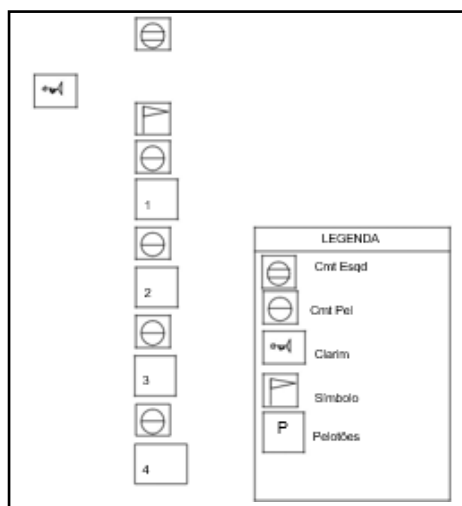 1
2
3
4
LEGENDA
Cmt Esqd
Cmt Pel
Clarim
Símbolo
P
Pelotões